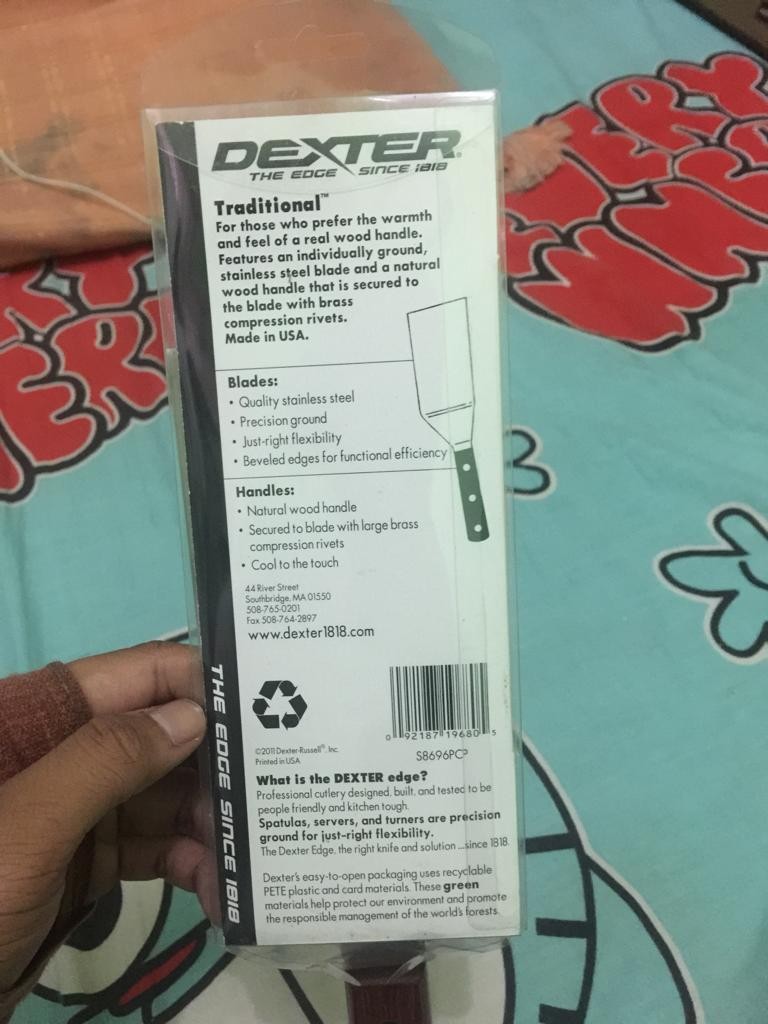 DEXTER®
THE EDGE SINCE 1818
Traditional™
For those who prefer the warmth
and feel of a real wood handle.
Features an individually ground,
stainless steel blade and a natural
wood handle that is secured to
the blade with brass
compression rivets.
Made in USA.
Blades:
• Quality stainless steel
• Precision ground
• Just-right flexibility
• Beveled edges for functional efficiency
Handles:
• Natural wood handle
• Secured to blade with large brass
compression rivets
• Cool to the touch
44 River Street
Southbridge, MA 01550
508-765-0201
Fax 508-764-2897
www.dexter1818.com
THE EDGE SINCE 1818
0 92187 19680 5
S8696PCP
©2011 Dexter-Russell®, Inc.
Printed in USA
What is the DEXTER edge?
Professional cutlery designed, built, and tested to be
people friendly and kitchen tough.
Spatulas, servers, and turners are precision
ground for just-right flexibility.
The Dexter Edge, the right knife and solution ...since 1818.
Dexter's easy-to-open packaging uses recyclable
PETE plastic and card materials. These green
materials help protect our environment and promote
the responsible management of the world's forests.